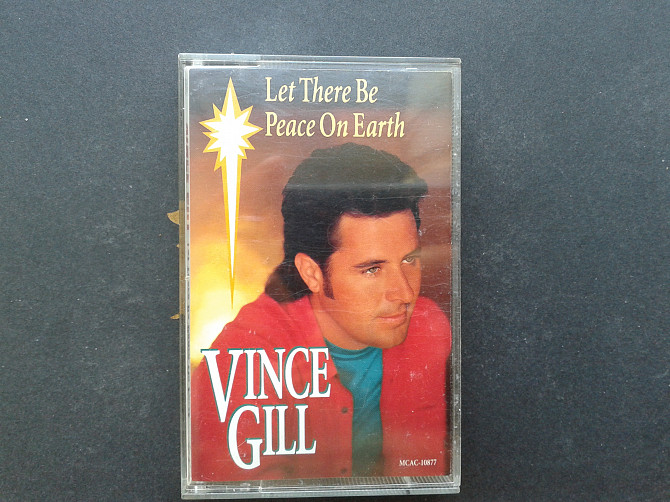 Let There Be
Peace On Earth
VINCE
GILL
MCAC-10877